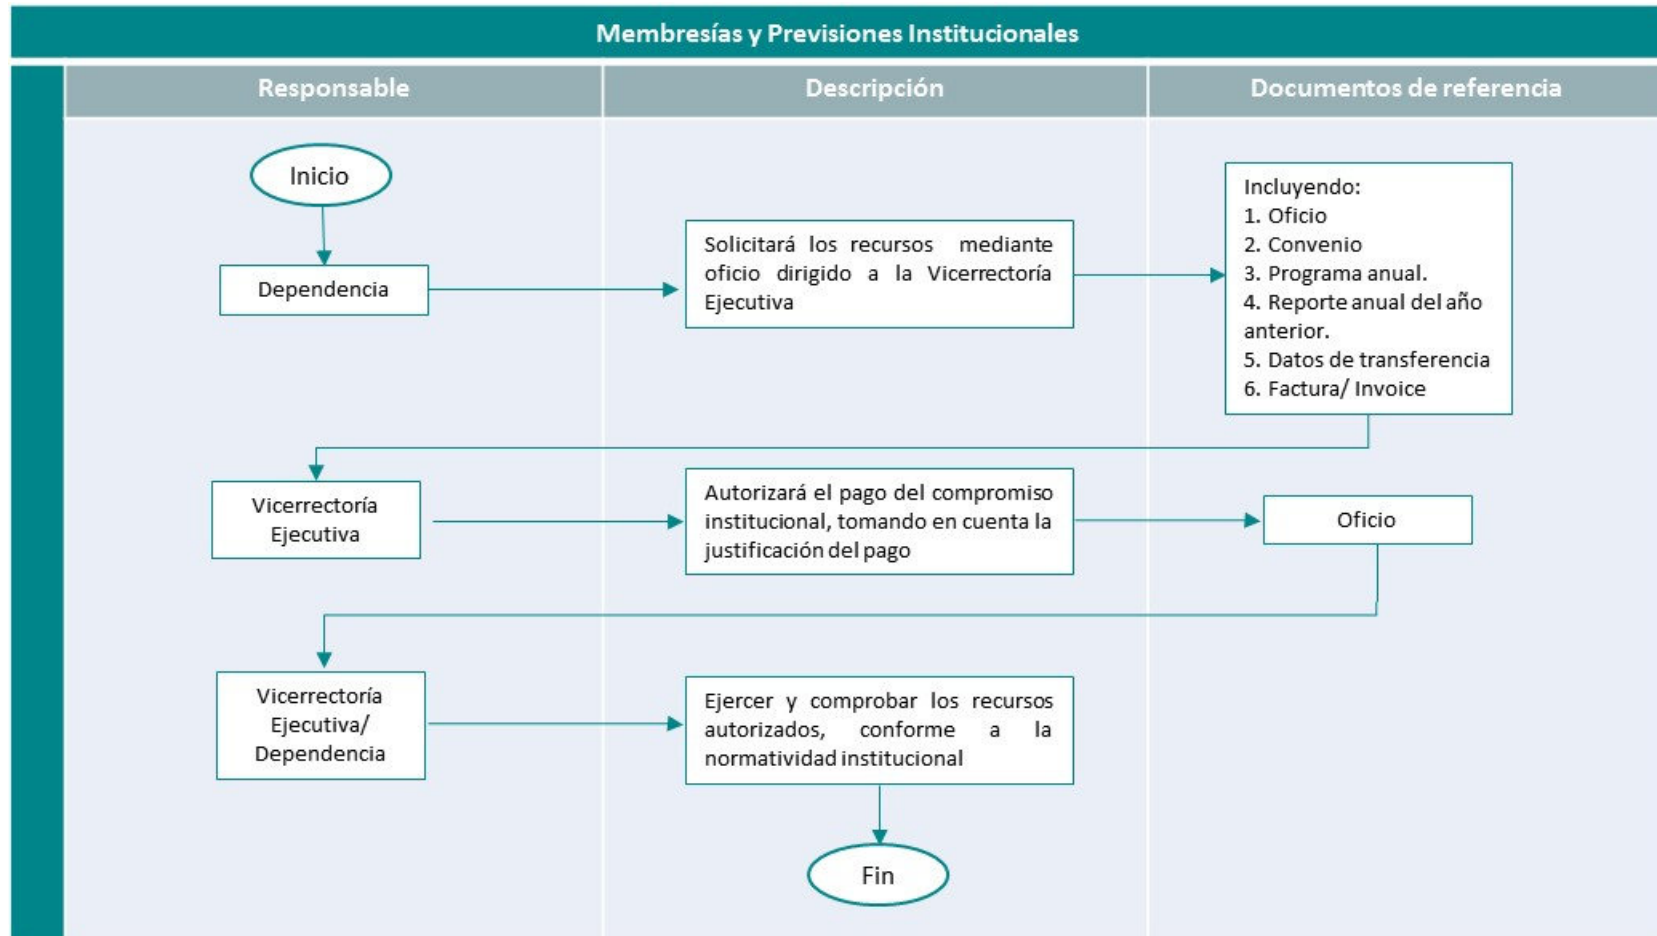 Membresías y Previsiones Institucionales
Responsable
Descripción
Documentos de referencia
Inicio
Dependencia
Solicitará los recursos mediante
oficio dirigido a la Vicerrectoría
Ejecutiva
Incluyendo:
1. Oficio
2. Convenio
3. Programa anual.
4. Reporte anual del año
anterior.
5. Datos de transferencia
6. Factura/ Invoice
Vicerrectoría
Ejecutiva
Autorizará el pago del compromiso
institucional, tomando en cuenta la
justificación del pago
Oficio
Vicerrectoría
Ejecutiva/
Dependencia
Ejercer y comprobar los recursos
autorizados, conforme a la
normatividad institucional
Fin